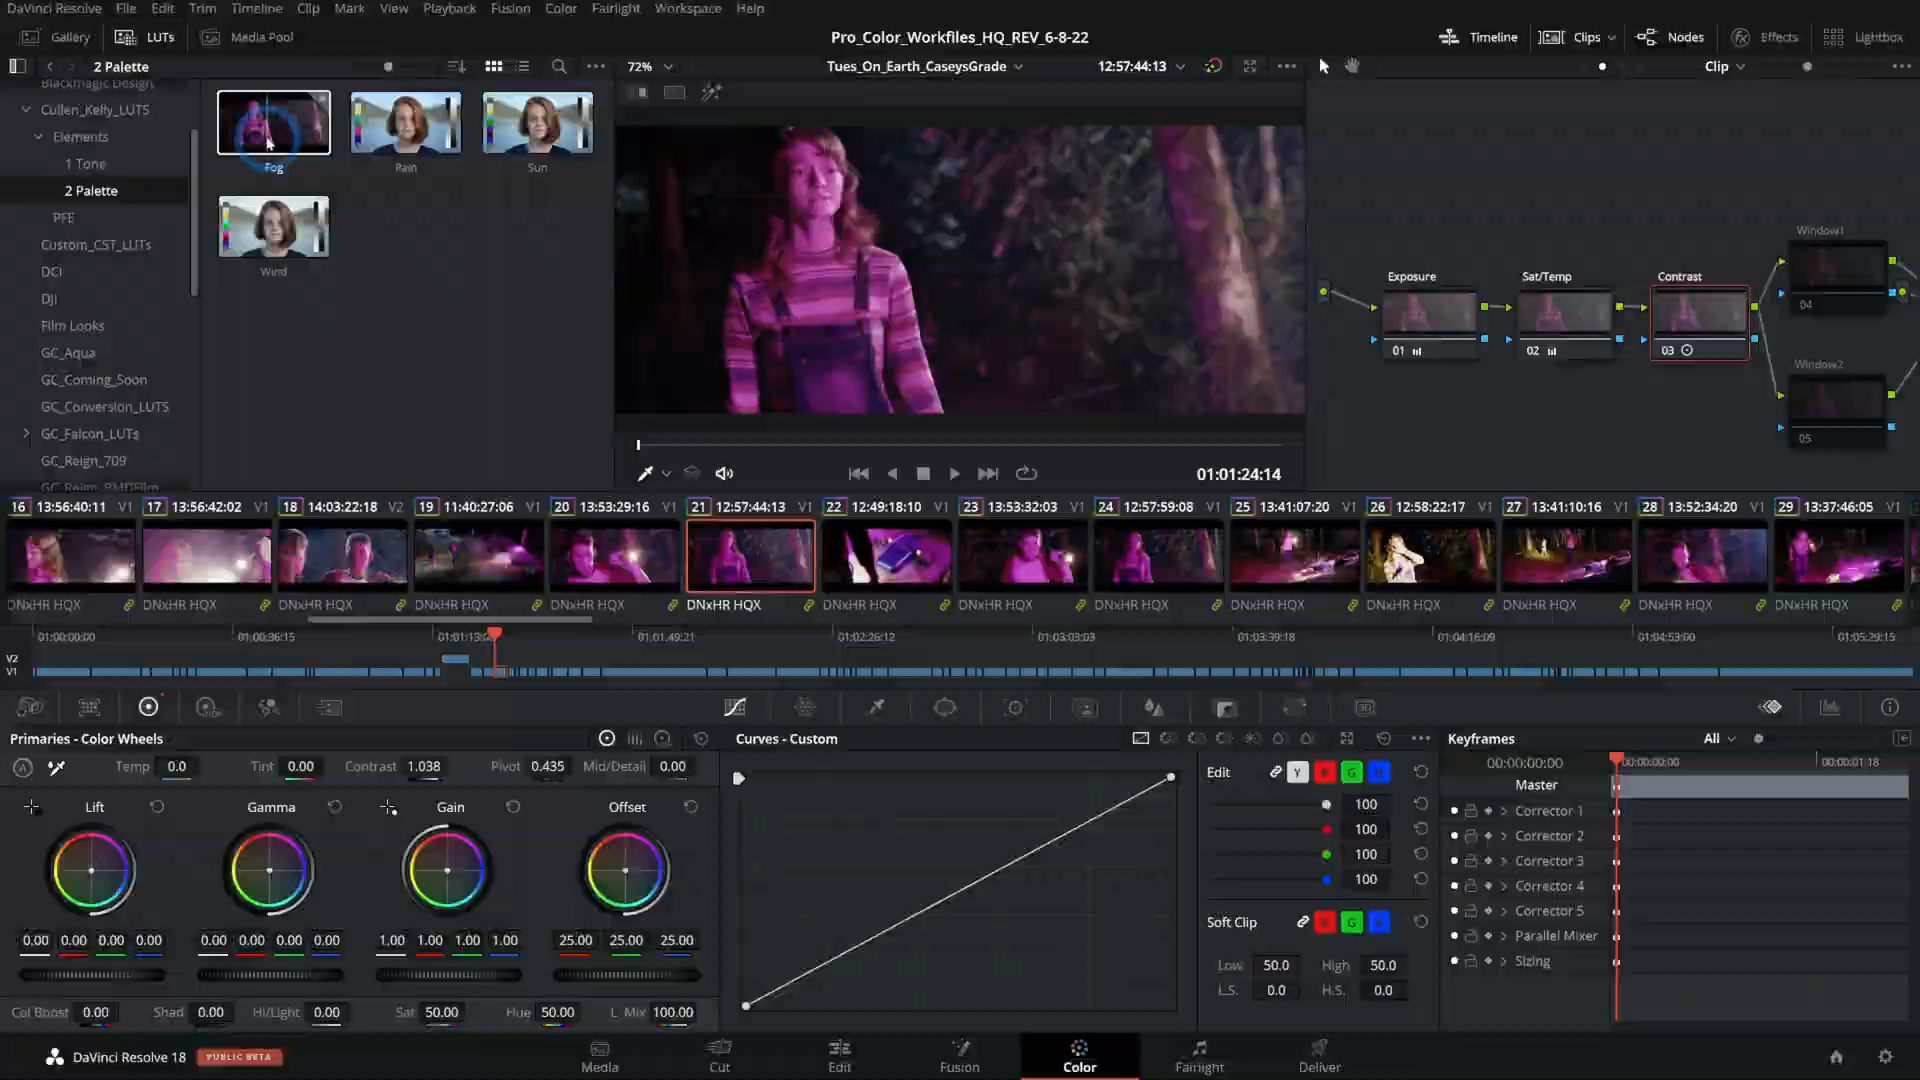 DaVinci Resolve File Edit Trim Timeline Clip Mark View Playback Fusion Color Fairlight Workspace Help
Gallery LUTs Media Pool Pro_Color_Workfiles_HQ_REV_6-8-22 Timeline Clips Nodes Effects Lightbox
2 Palette 72% Tues_On_Earth_CaseysGrade 12:57:44:13 Clip
Blackmagic Design
Cullen_Kelly_LUTS
Elements
1 Tone
2 Palette
PFE
Custom_CST_LUTs
DCI
DJI
Film Looks
GC_Aqua
GC_Coming_Soon
GC_Conversion_LUTS
GC_Falcon_LUTs
GC_Reign_709
GC_Reign_BMDFilm
Fog Rain Sun
Wind
01:01:24:14
Exposure Sat/Temp Contrast Window1
01 02 03 04
Window2
05
16 13:56:40:11 V1 17 13:56:42:02 V1 18 14:03:22:18 V2 19 11:40:27:06 V1 20 13:53:29:16 V1 21 12:57:44:13 V1 22 12:49:18:10 V1 23 13:53:32:03 V1 24 12:57:59:08 V1 25 13:41:07:20 V1 26 12:58:22:17 V1 27 13:41:10:16 V1 28 13:52:34:20 V1 29 13:37:46:05 V1
DNxHR HQX DNxHR HQX DNxHR HQX DNxHR HQX DNxHR HQX DNxHR HQX DNxHR HQX DNxHR HQX DNxHR HQX DNxHR HQX DNxHR HQX DNxHR HQX DNxHR HQX DNxHR HQX
01:00:00:00 01:00:36:15 01:01:13: 01:01:49:21 01:02:26:12 01:03:03:03 01:03:39:18 01:04:16:09 01:04:53:00 01:05:29:15
V2
V1
Primaries - Color Wheels
Temp 0.0 Tint 0.00 Contrast 1.038 Pivot 0.435 Mid/Detail 0.00
Lift Gamma Gain Offset
0.00 0.00 0.00 0.00 0.00 0.00 0.00 0.00 1.00 1.00 1.00 1.00 25.00 25.00 25.00
Col Boost 0.00 Shad 0.00 Hi/Light 0.00 Sat 50.00 Hue 50.00 L. Mix 100.00
Curves - Custom
Edit Y R G B
100
100
100
100
Soft Clip R G B
Low 50.0 High 50.0
L.S. 0.0 H.S. 0.0
Keyframes All
00:00:00:00 00:00:00:00 00:00:01:18
Master
Corrector 1
Corrector 2
Corrector 3
Corrector 4
Corrector 5
Parallel Mixer
Sizing
DaVinci Resolve 18 PUBLIC BETA Media Cut Edit Fusion Color Fairlight Deliver